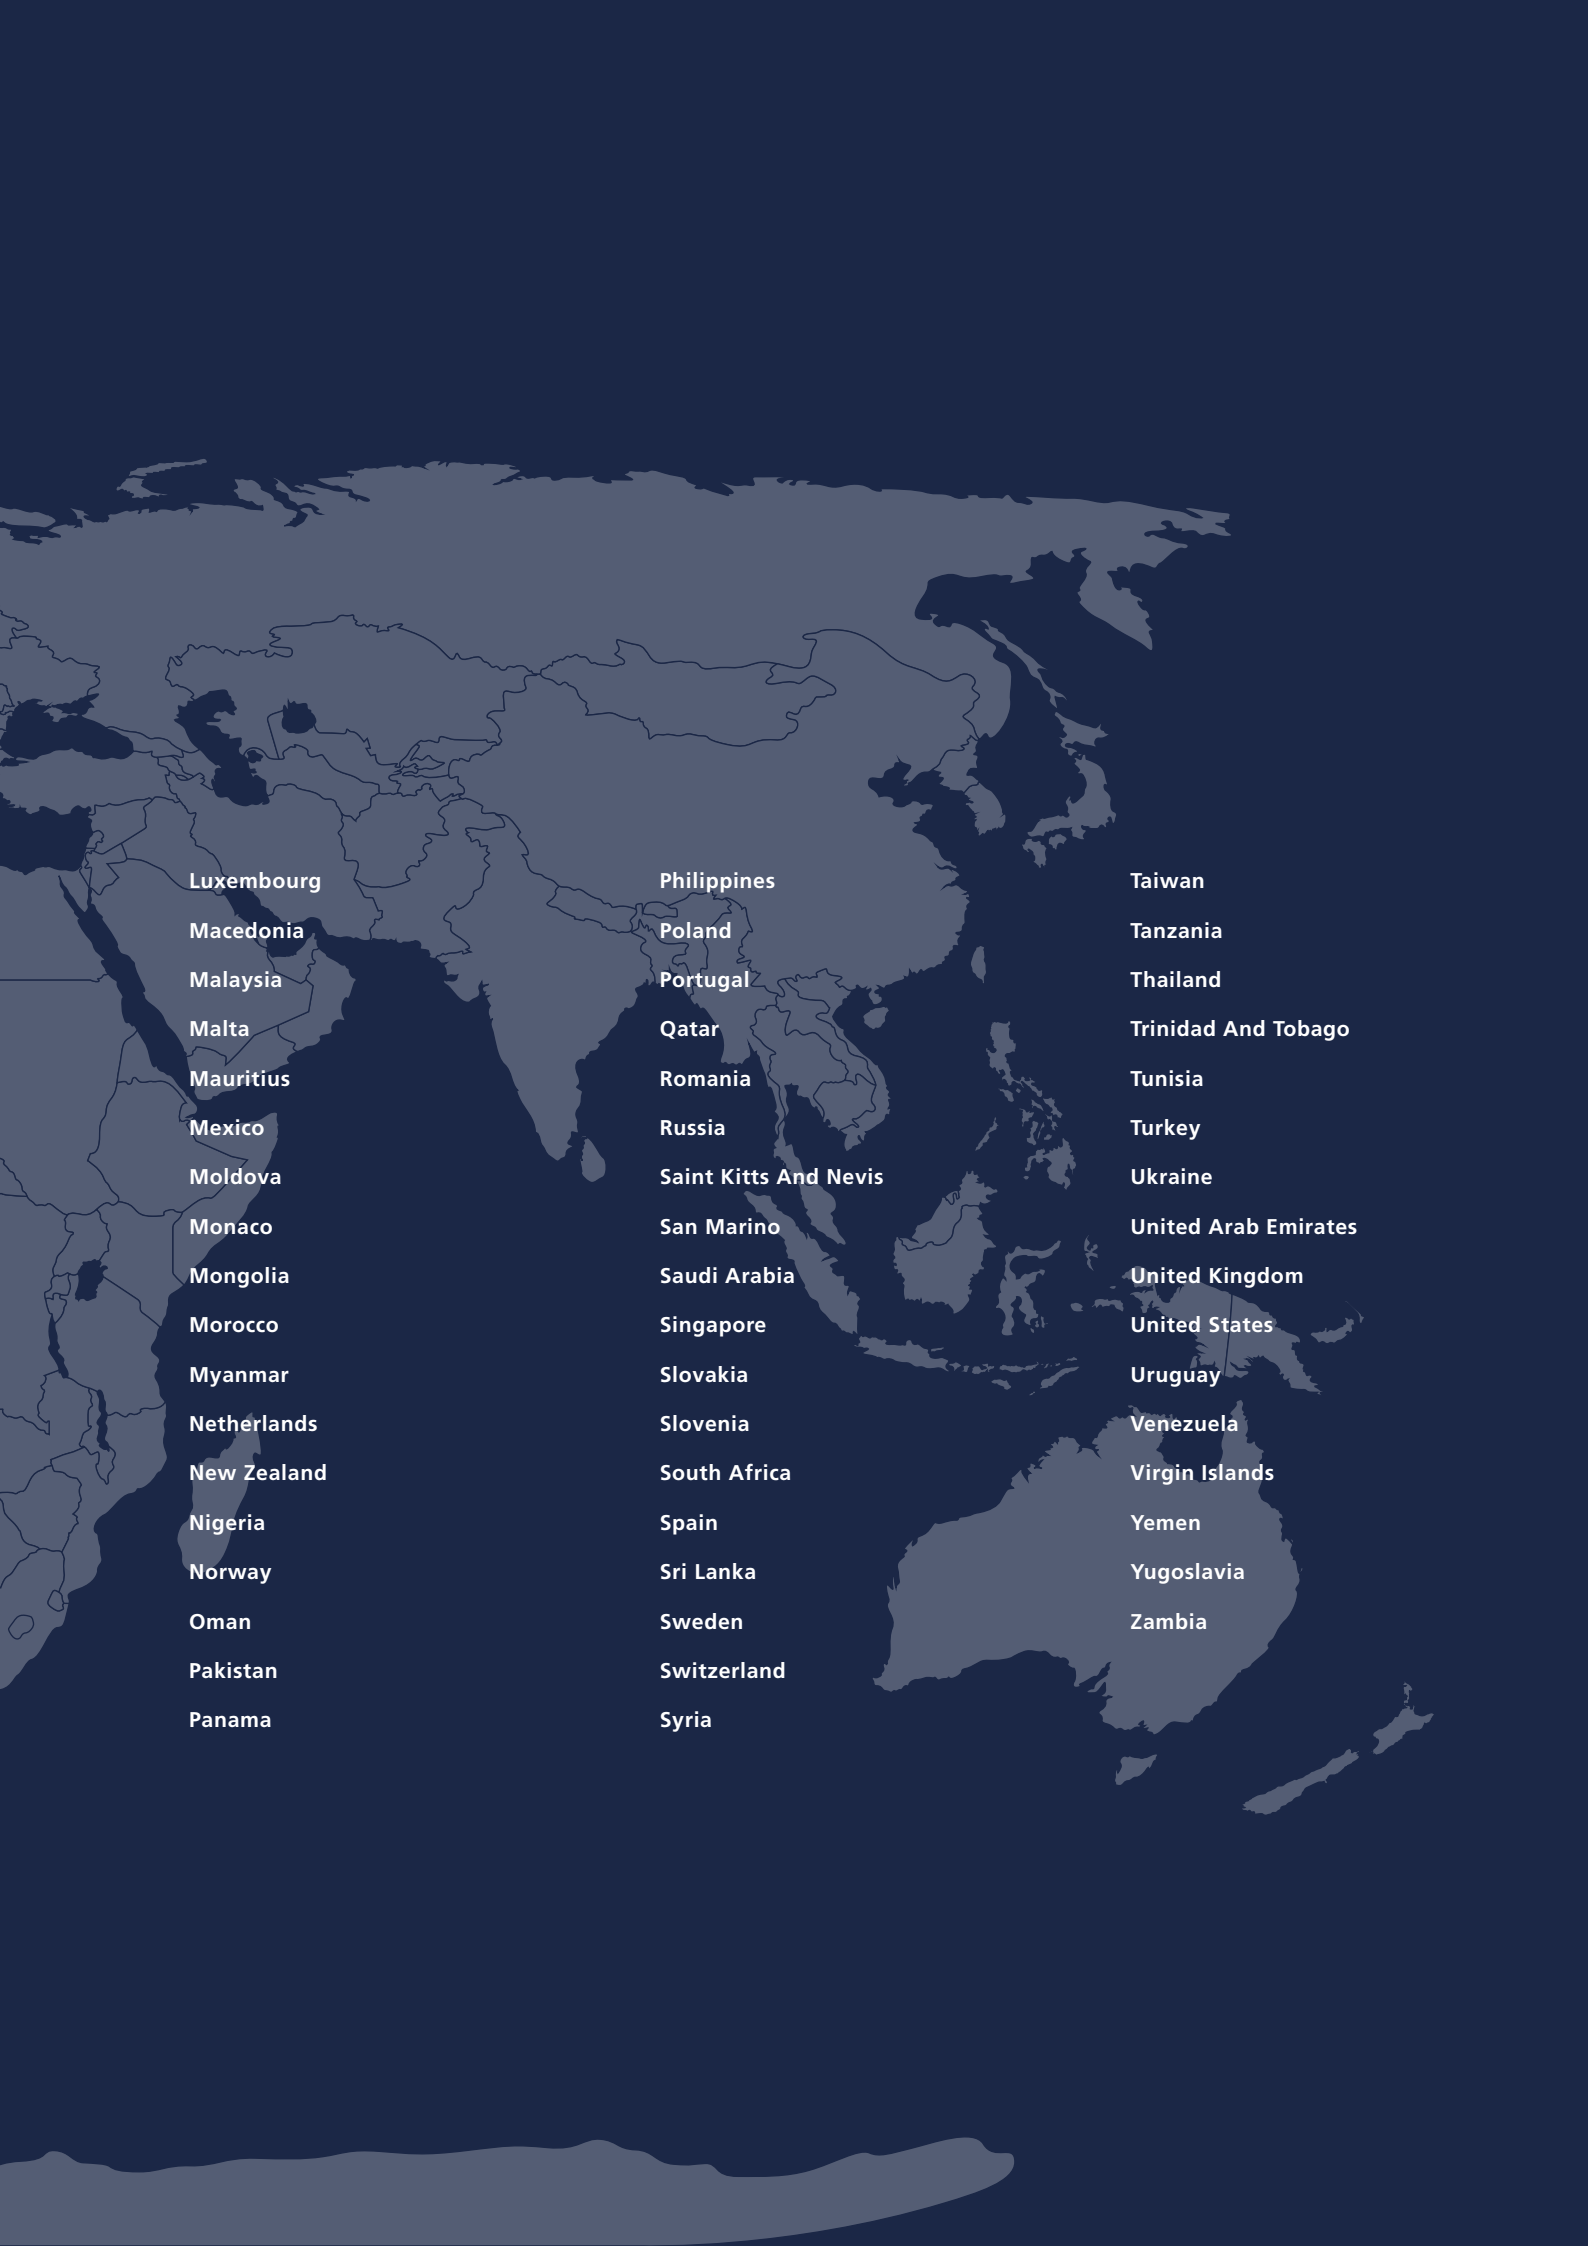 Luxembourg
Macedonia
Malaysia
Malta
Mauritius
Mexico
Moldova
Monaco
Mongolia
Morocco
Myanmar
Netherlands
New Zealand
Nigeria
Norway
Oman
Pakistan
Panama
Philippines
Poland
Portugal
Qatar
Romania
Russia
Saint Kitts And Nevis
San Marino
Saudi Arabia
Singapore
Slovakia
Slovenia
South Africa
Spain
Sri Lanka
Sweden
Switzerland
Syria
Taiwan
Tanzania
Thailand
Trinidad And Tobago
Tunisia
Turkey
Ukraine
United Arab Emirates
United Kingdom
United States
Uruguay
Venezuela
Virgin Islands
Yemen
Yugoslavia
Zambia